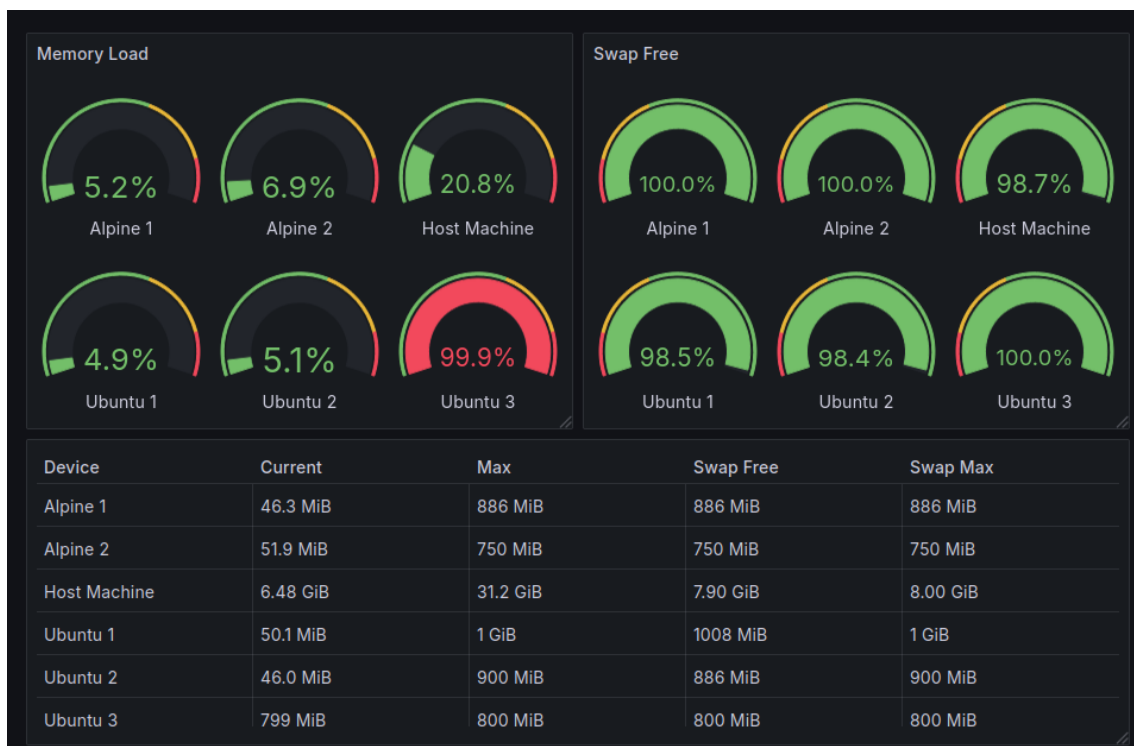 Memory Load
5.2%
6.9%
20.8%
Alpine 1
Alpine 2
Host Machine
4.9%
5.1%
99.9%
Ubuntu 1
Ubuntu 2
Ubuntu 3
Swap Free
100.0%
100.0%
98.7%
Alpine 1
Alpine 2
Host Machine
98.5%
98.4%
100.0%
Ubuntu 1
Ubuntu 2
Ubuntu 3
Device Current Max Swap Free Swap Max
Alpine 1 46.3 MiB 886 MiB 886 MiB 886 MiB
Alpine 2 51.9 MiB 750 MiB 750 MiB 750 MiB
Host Machine 6.48 GiB 31.2 GiB 7.90 GiB 8.00 GiB
Ubuntu 1 50.1 MiB 1 GiB 1008 MiB 1 GiB
Ubuntu 2 46.0 MiB 900 MiB 886 MiB 900 MiB
Ubuntu 3 799 MiB 800 MiB 800 MiB 800 MiB